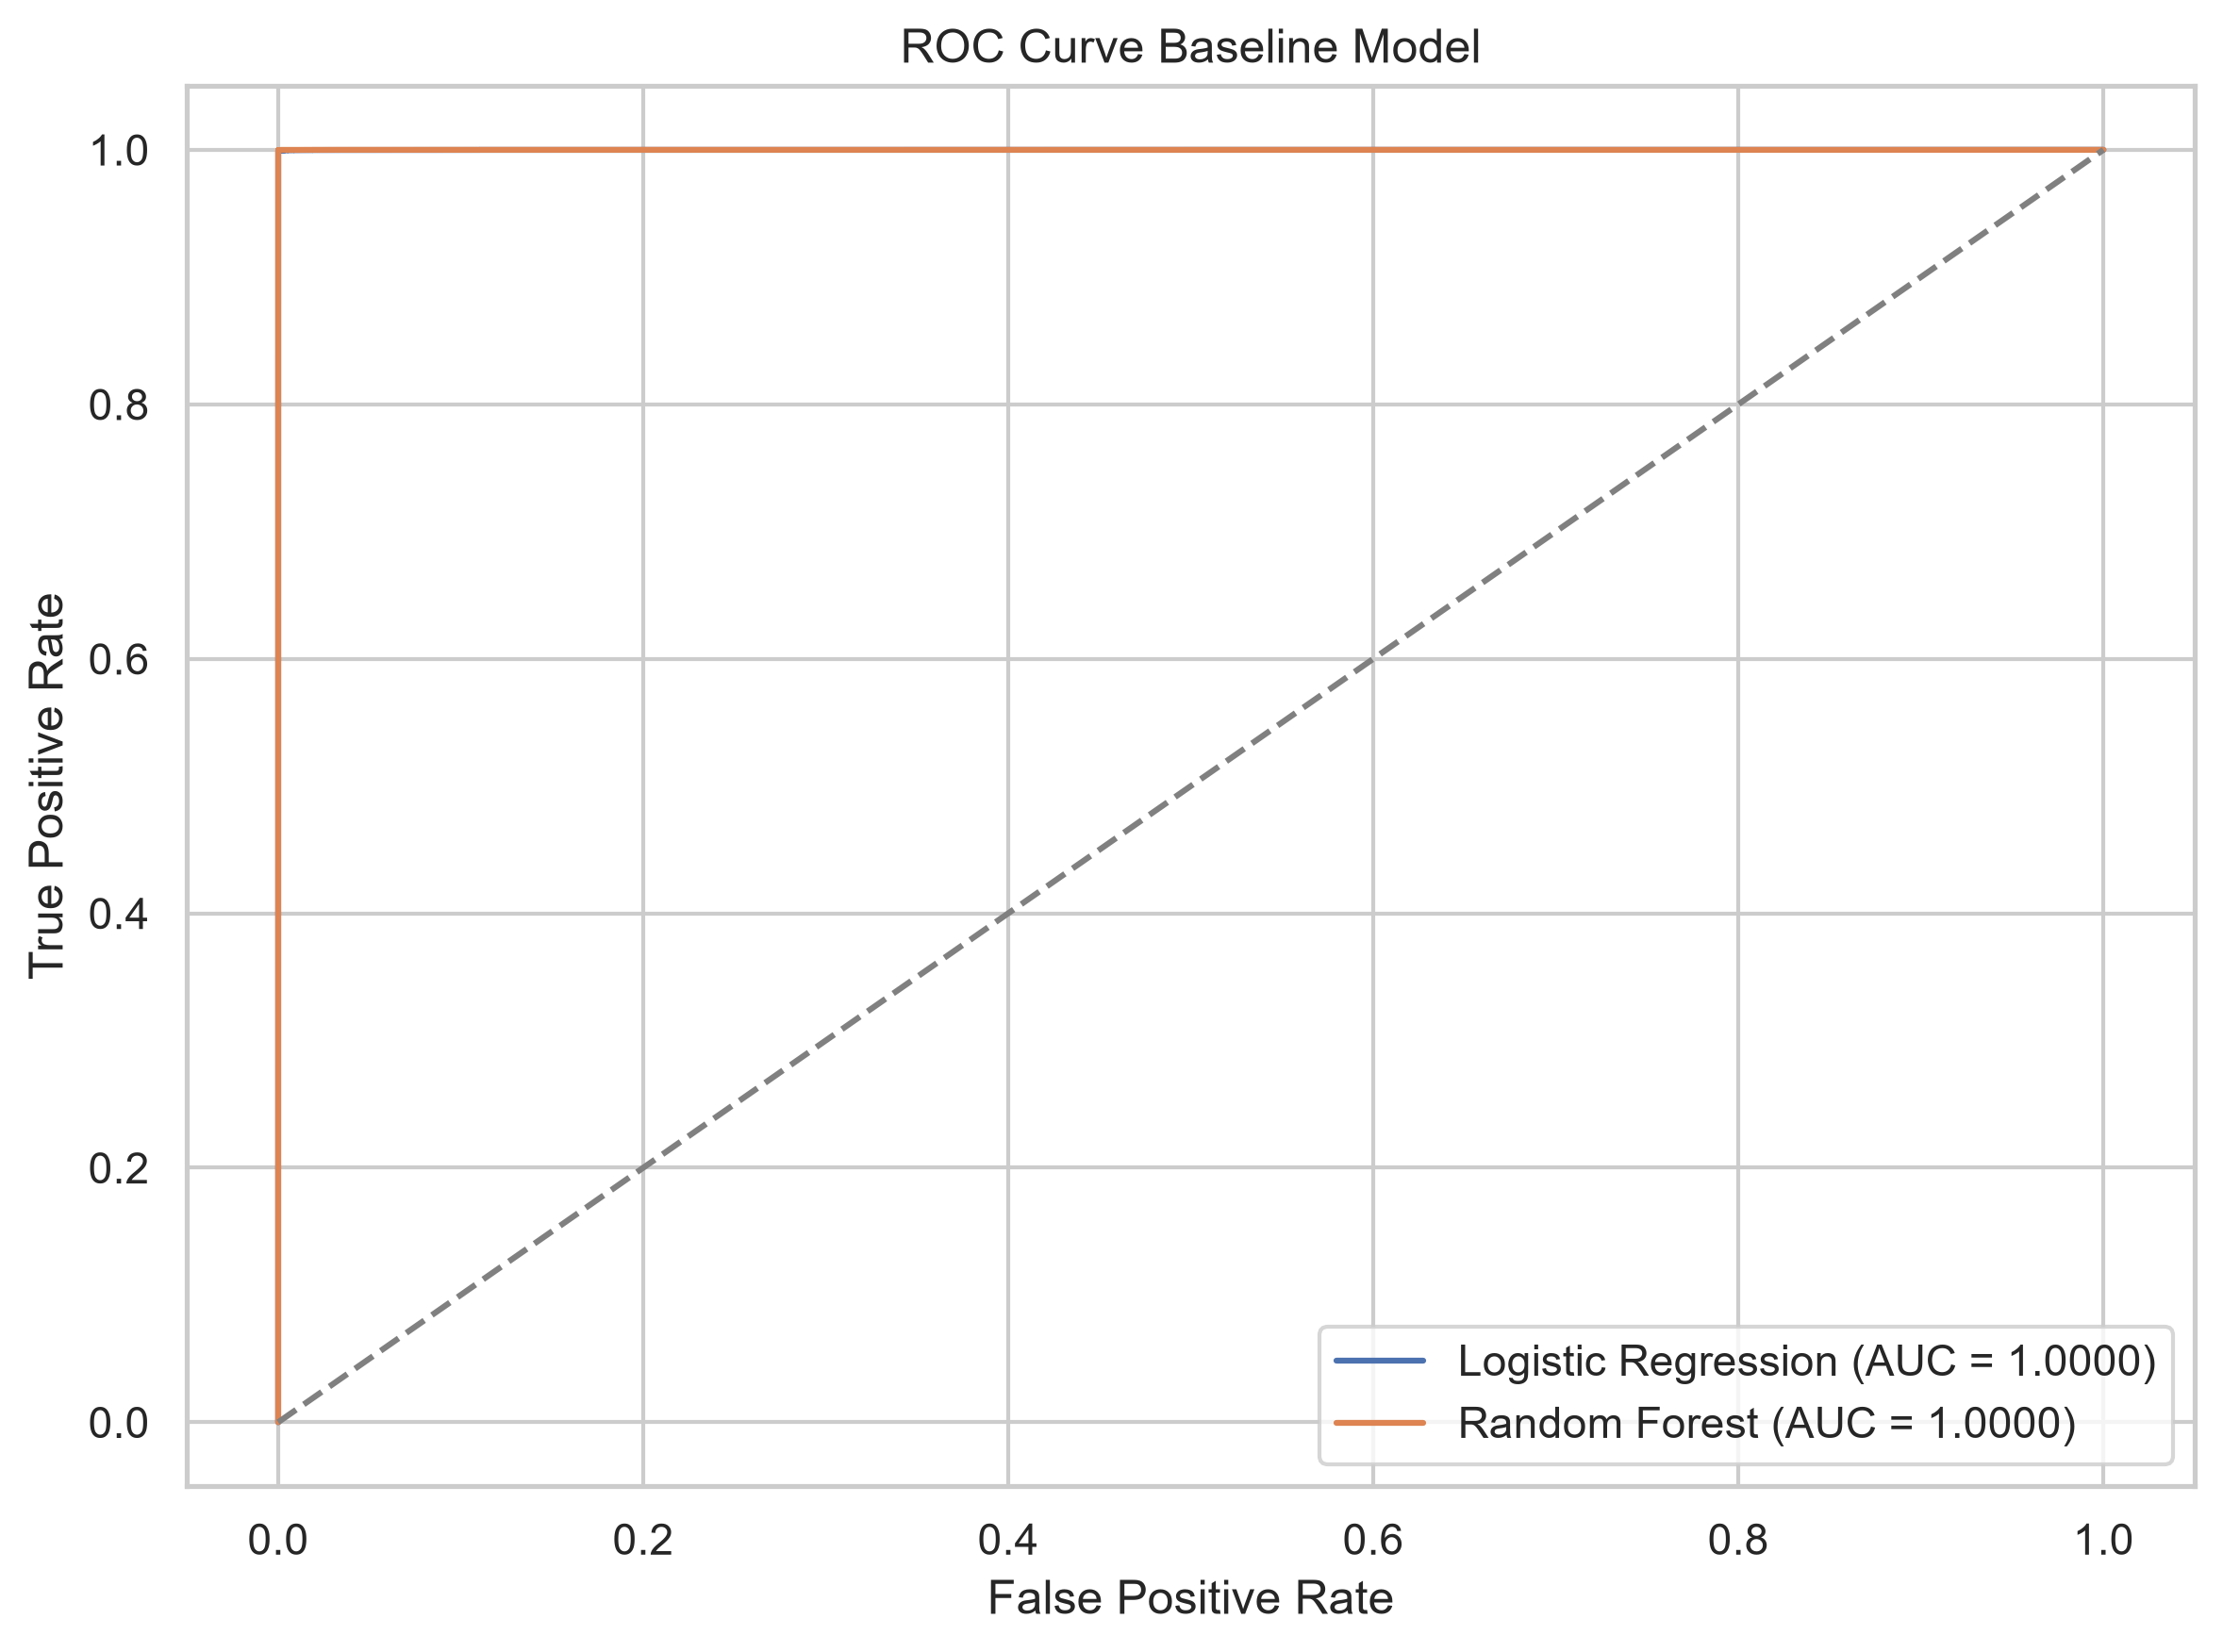 ROC Curve Baseline Model
True Positive Rate
1.0
0.8
0.6
0.4
0.2
0.0
Logistic Regression (AUC = 1.0000)
Random Forest (AUC = 1.0000)
0.0 0.2 0.4 0.6 0.8 1.0
False Positive Rate